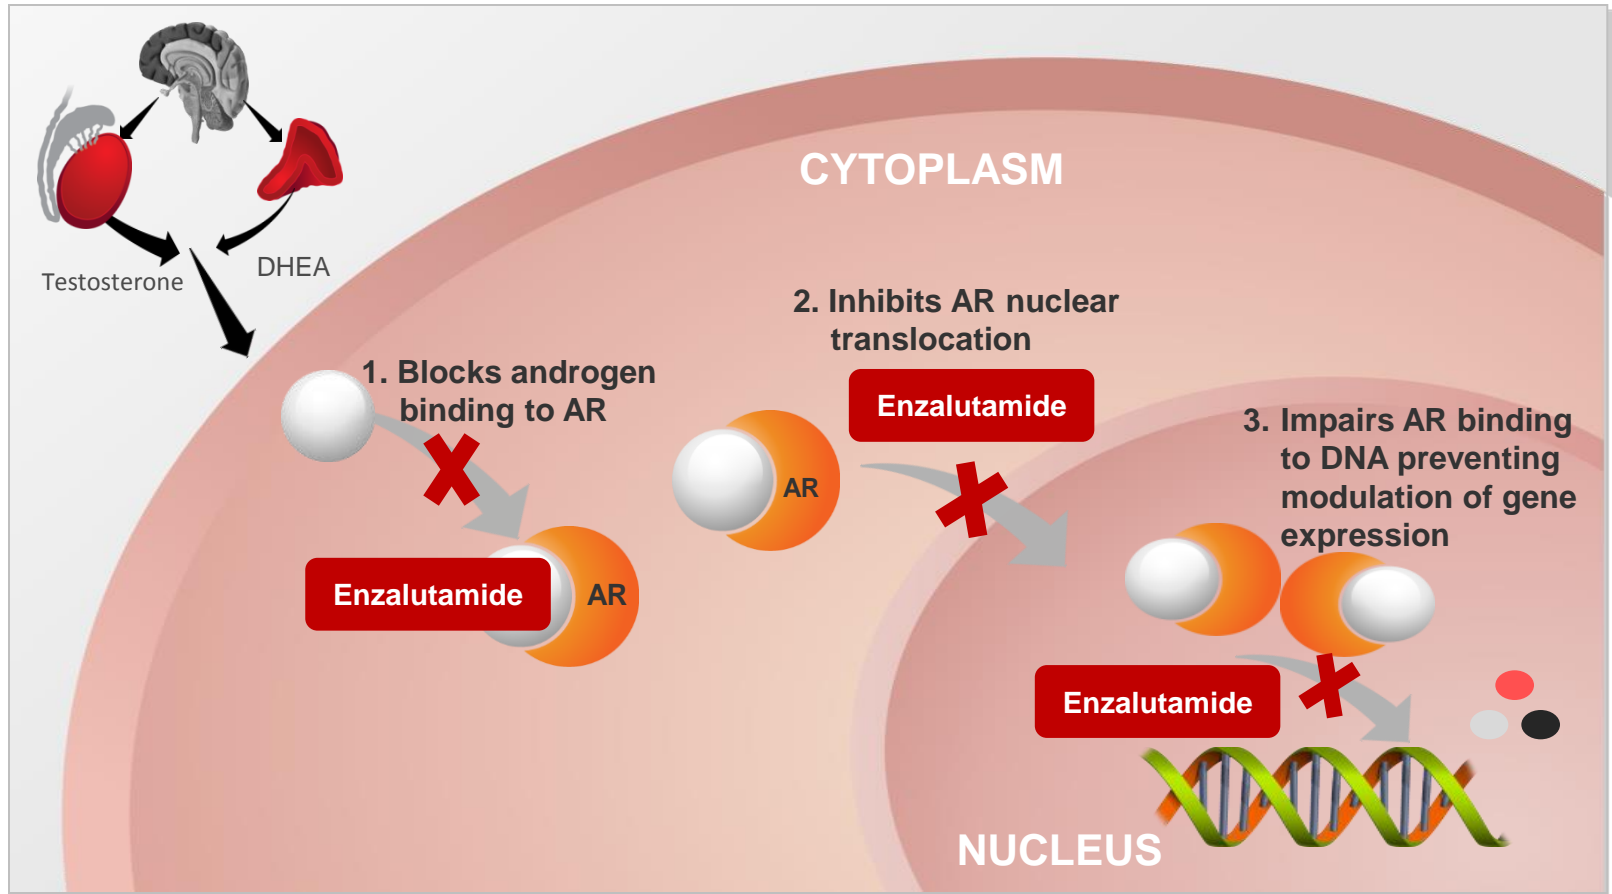 CYTOPLASM
Testosterone
DHEA
1. Blocks androgen
binding to AR
Enzalutamide
AR
2. Inhibits AR nuclear
translocation
Enzalutamide
AR
3. Impairs AR binding
to DNA preventing
modulation of gene
expression
Enzalutamide
NUCLEUS